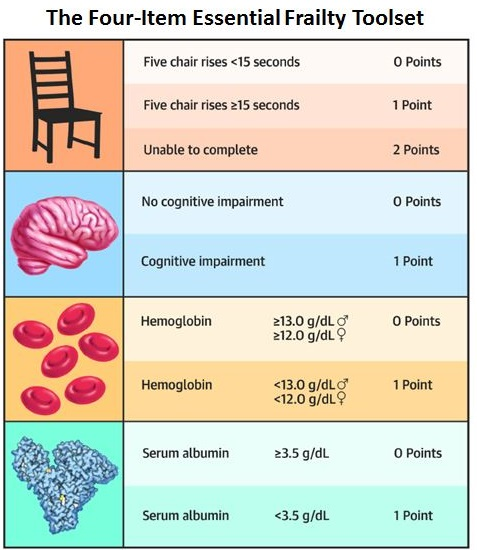 The Four-Item Essential Frailty Toolset
Five chair rises <15 seconds 0 Points
Five chair rises ≥15 seconds 1 Point
Unable to complete 2 Points
No cognitive impairment 0 Points
Cognitive impairment 1 Point
Hemoglobin ≥13.0 g/dL♂ 0 Points
≥12.0 g/dL♀
Hemoglobin <13.0 g/dL♂ 1 Point
<12.0 g/dL♀
Serum albumin ≥3.5 g/dL 0 Points
Serum albumin <3.5 g/dL 1 Point